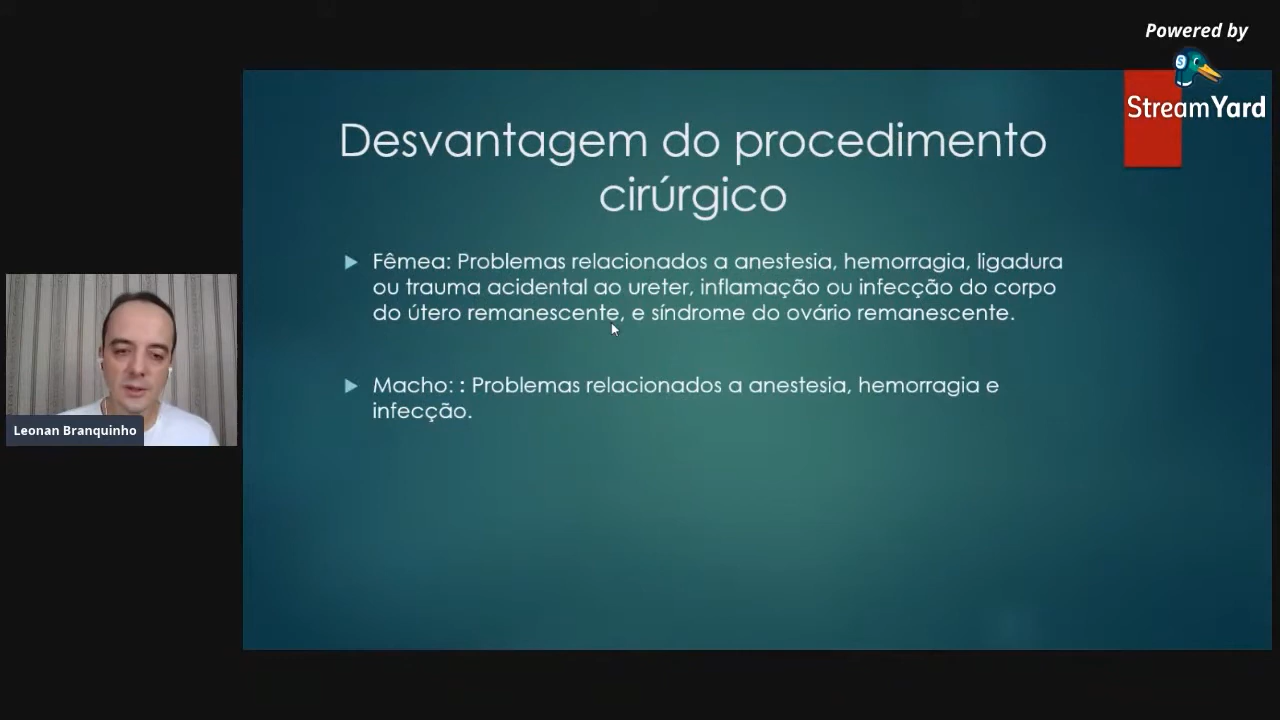 Powered by
StreamYard
Desvantagem do procedimento
cirúrgico
Fêmea: Problemas relacionados a anestesia, hemorragia, ligadura
ou trauma acidental ao ureter, inflamação ou infecção do corpo
do útero remanescente, e síndrome do ovário remanescente.
Macho: : Problemas relacionados a anestesia, hemorragia e
infecção.
Leonan Branquinho